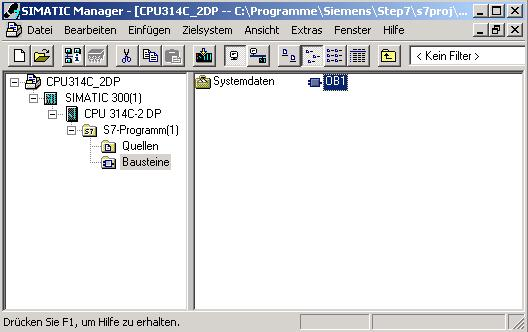 SIMATIC Manager - [CPU314C_2DP -- C:\Programme\Siemens\Step7\s7proj\...
Datei Bearbeiten Einfügen Zielsystem Ansicht Extras Fenster Hilfe
< Kein Filter >
CPU314C_2DP
SIMATIC 300(1)
CPU 314C-2 DP
S7-Programm(1)
Quellen
Bausteine
Systemdaten OB1
Drücken Sie F1, um Hilfe zu erhalten.